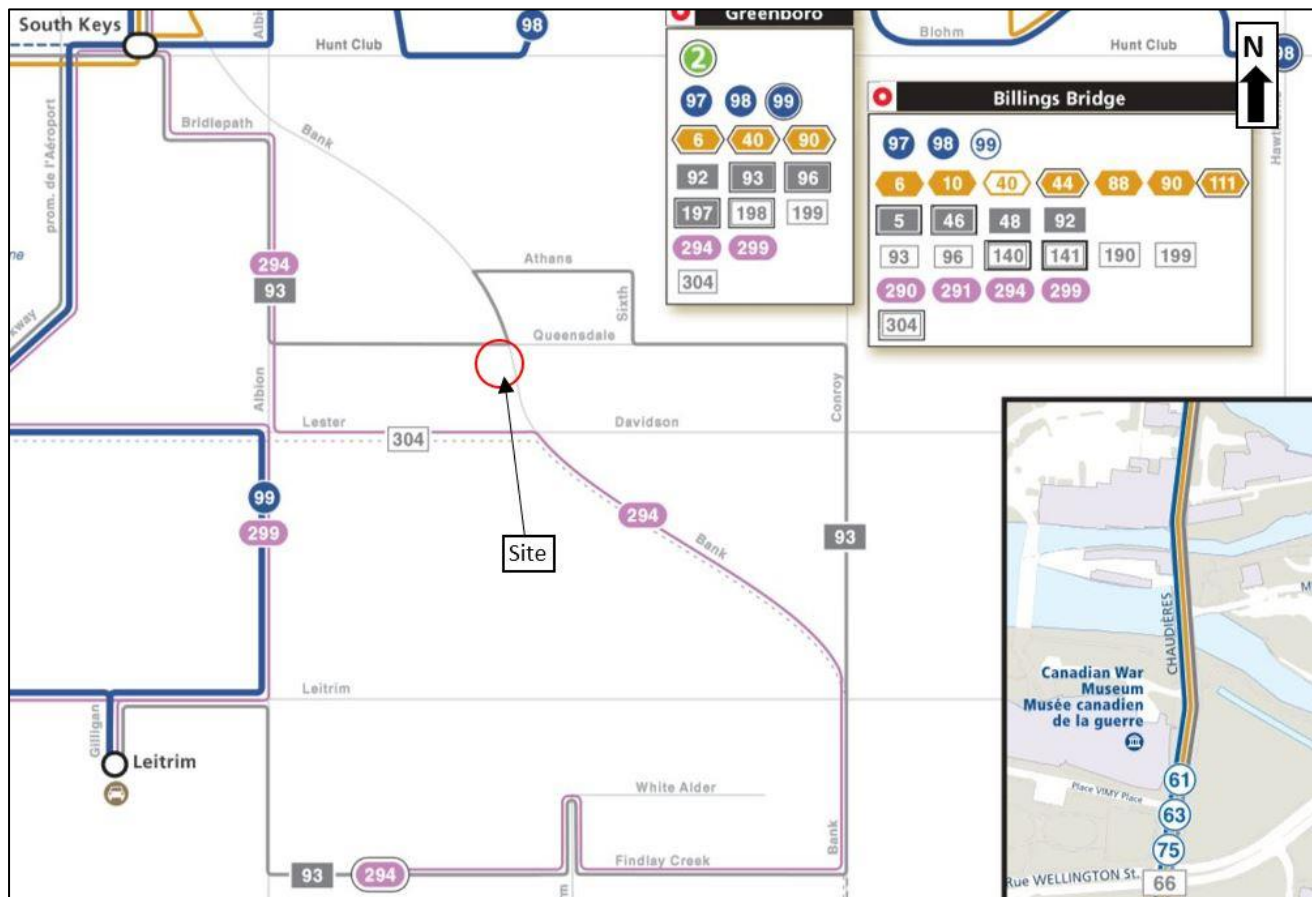 South Keys
Albi
98
Hunt Club
Greenboro
2
97 98 99
6 40 90
92 93 96
197 198 199
294 299
304
Blohm
Hunt Club
N
98
Billings Bridge
97 98 99
6 10 40 44 88 90 111
5 46 48 92
93 96 140 141 190 199
290 291 294 299
304
prom. de l'Aéroport
Bridlepath
Bank
ne
kway
294
93
Athans
Sixth
Queensdale
Albion
Conroy
Lester
304
Davidson
99
299
294
Bank
93
Site
Leitrim
Gilligan
Leitrim
White Alder
Findlay Creek
Bank
93 294
CHAUDIÈRES
M
Canadian War
Museum
Musée canadien
de la guerre
Place VIMY Place
61
63
75
Rue WELLINGTON St.
66